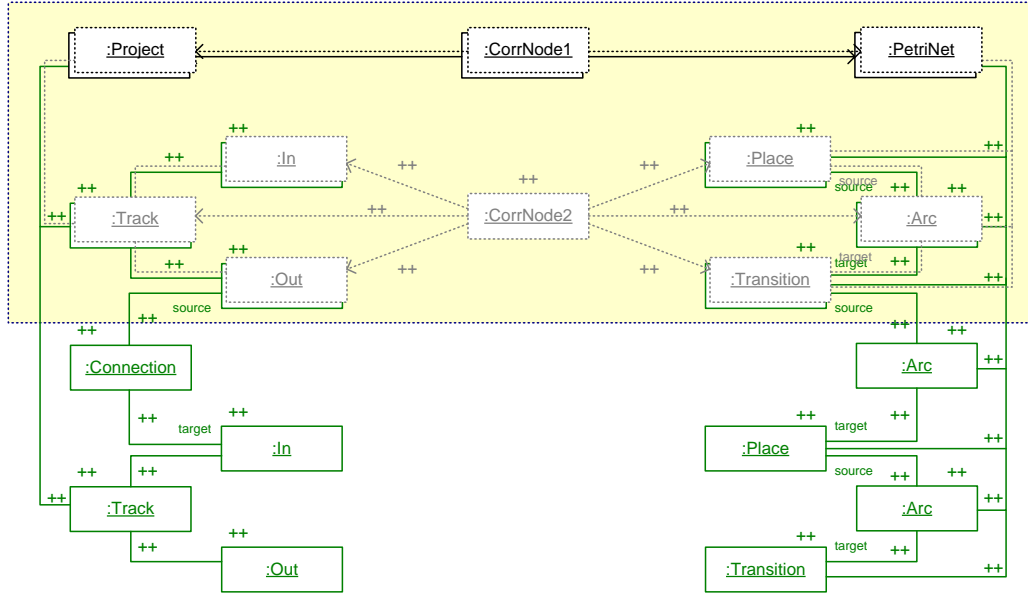 :Project :CorrNode1 :PetriNet
++ ++
++ :In ++ ++ :Place ++
++ source
++ ++ source ++ ++
++ :Track ++ :CorrNode2 ++ :Arc ++
++ ++ ++ ++ target
++ :Out :Transition target ++
source source ++
++ ++ ++ ++
:Connection :Arc ++
++ ++ ++ target ++
target :In :Place ++
++ ++ source ++ ++
++ :Track :Arc ++
++ ++ ++ target ++
:Out :Transition ++